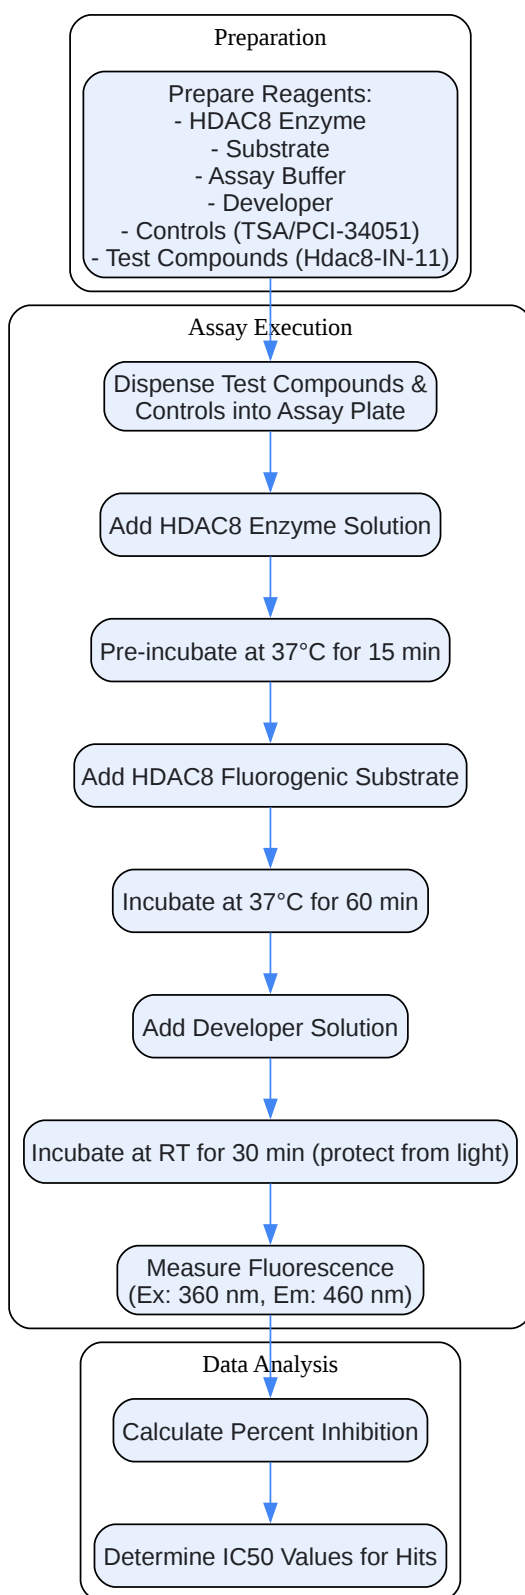 Preparation
Prepare Reagents:
- HDAC8 Enzyme
- Substrate
- Assay Buffer
- Developer
- Controls (TSA/PCI-34051)
- Test Compounds (Hdac8-IN-11)
Assay Execution
Dispense Test Compounds &
Controls into Assay Plate
Add HDAC8 Enzyme Solution
Pre-incubate at 37°C for 15 min
Add HDAC8 Fluorogenic Substrate
Incubate at 37°C for 60 min
Add Developer Solution
Incubate at RT for 30 min (protect from light)
Measure Fluorescence
(Ex: 360 nm, Em: 460 nm)
Data Analysis
Calculate Percent Inhibition
Determine IC50 Values for Hits